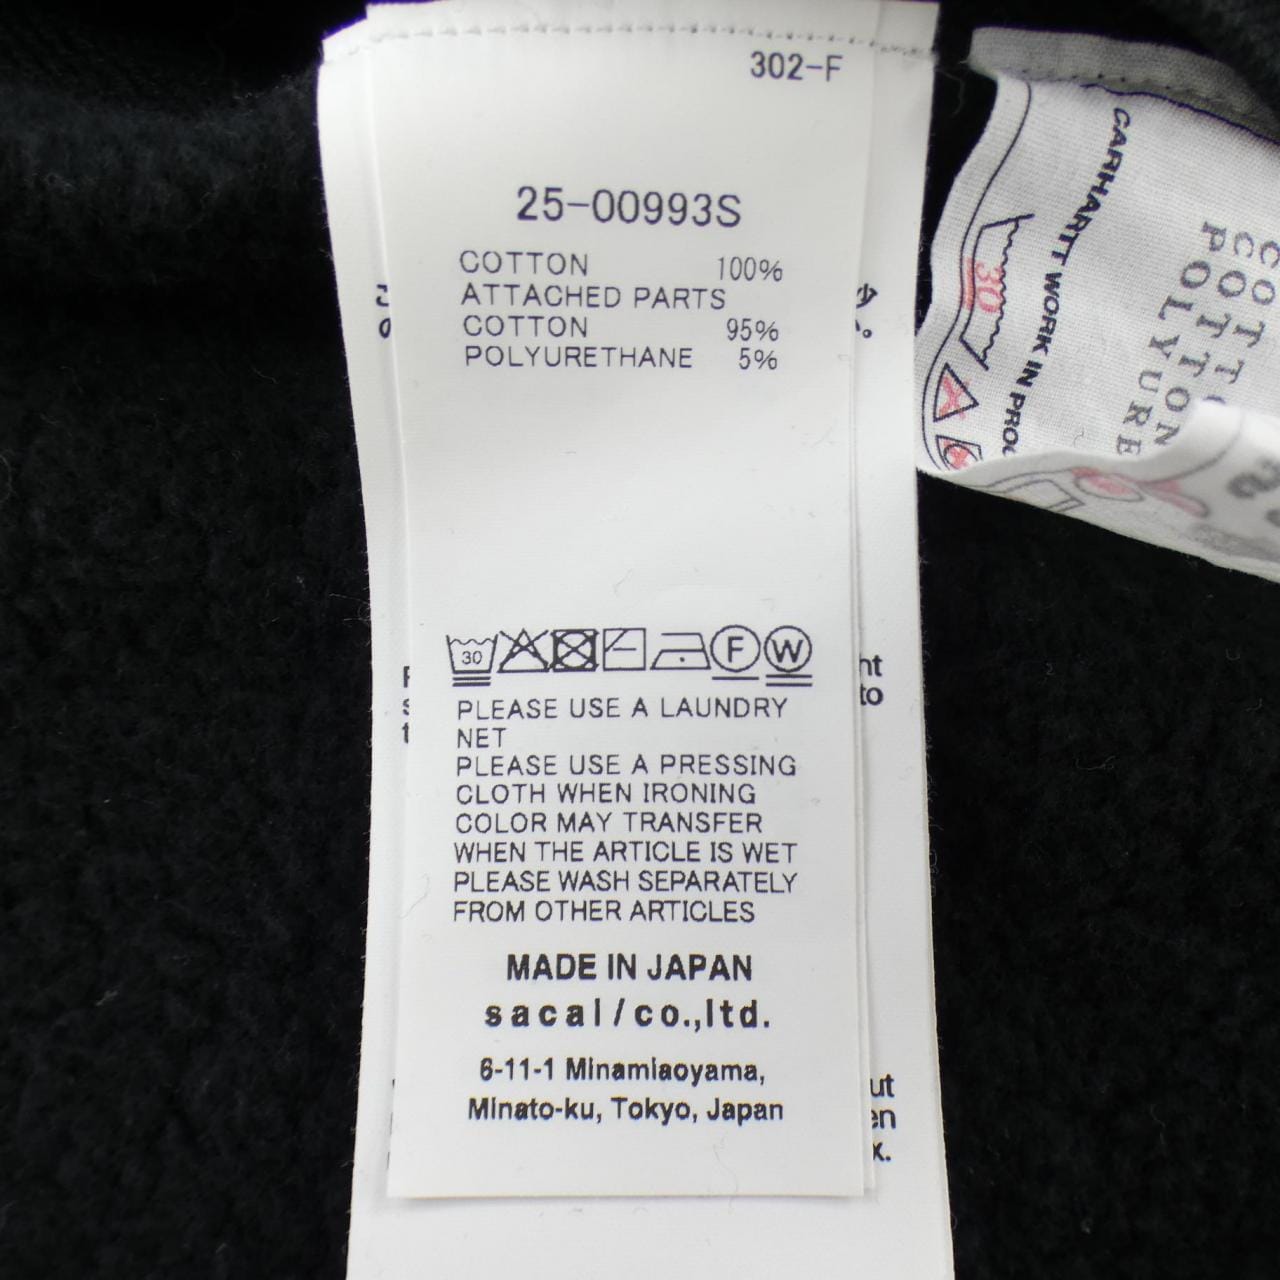 302-F
25-00993S
COTTON 100%
ATTACHED PARTS
COTTON 95%
POLYURETHANE 5%
30
F W
PLEASE USE A LAUNDRY
NET
PLEASE USE A PRESSING
CLOTH WHEN IRONING
COLOR MAY TRANSFER
WHEN THE ARTICLE IS WET
PLEASE WASH SEPARATELY
FROM OTHER ARTICLES
MADE IN JAPAN
sacai/co.,ltd.
6-11-1 Minamiaoyama,
Minato-ku, Tokyo, Japan
CARHARTT WORK IN PRO
30